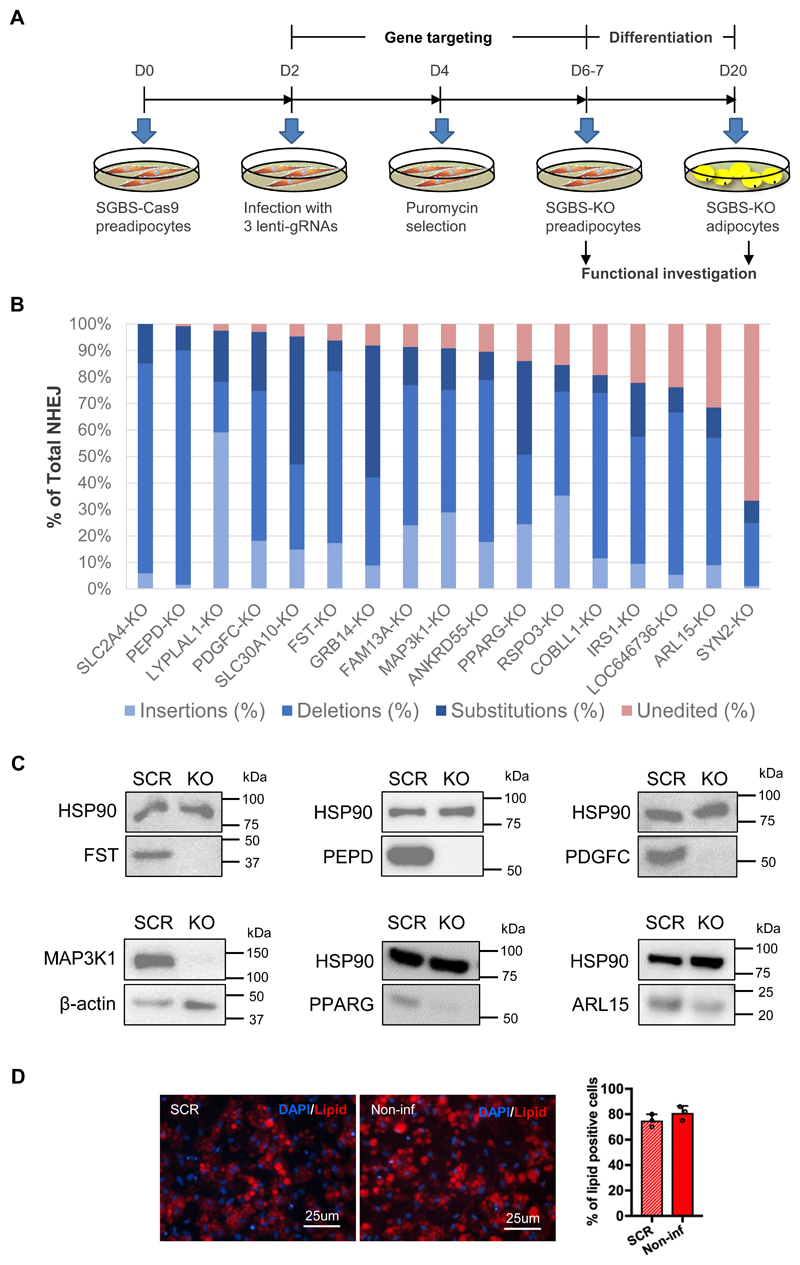 A
Gene targeting
Differentiation
D0
D2
D4
D6-7
D20
SGBS-Cas9
preadipocytes
Infection with
3 lenti-gRNAs
Puromycin
selection
SGBS-KO
preadipocytes
SGBS-KO
adipocytes
Functional investigation
B
% of Total NHEJ
100%
90%
80%
70%
60%
50%
40%
30%
20%
10%
0%
SLC2A4-KO
PEPD-KO
LYPLAL1-KO
PDGFC-KO
SLC30A10-KO
FST-KO
GRB14-KO
FAM13A-KO
MAP3k1-KO
ANKRD55-KO
PPARG-KO
RSPO3-KO
COBLL1-KO
IRS1-KO
LOC646736-KO
ARL15-KO
SYN2-KO
Insertions (%)
Deletions (%)
Substitutions (%)
Unedited (%)
C
SCR KO
kDa
HSP90
100
75
FST
50
37
SCR KO
kDa
HSP90
100
75
PEPD
50
SCR KO
kDa
HSP90
100
75
PDGFC
50
SCR KO
kDa
MAP3K1
150
100
β-actin
50
37
SCR KO
kDa
HSP90
100
75
PPARG
50
SCR KO
kDa
HSP90
100
75
ARL15
25
20
D
SCR
DAPI/Lipid
25um
Non-inf
DAPI/Lipid
25um
% of lipid positive cells
100
80
60
40
20
0
SCR
Non-inf